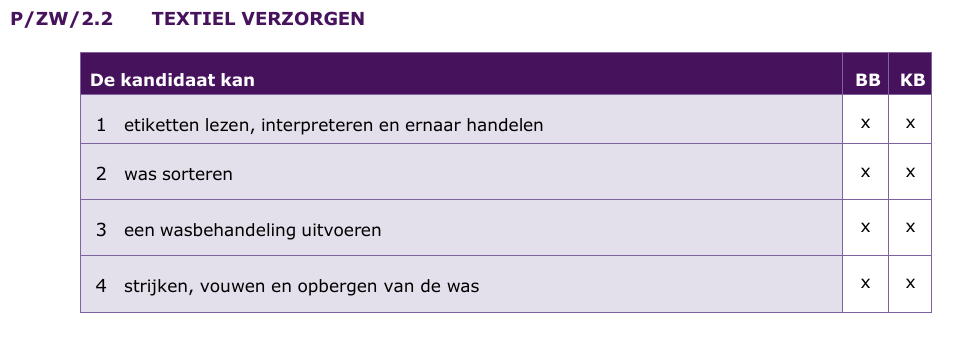 P/ZW/2.2 TEXTIEL VERZORGEN
De kandidaat kan BB KB
1 etiketten lezen, interpreteren en ernaar handelen x x
2 was sorteren x x
3 een wasbehandeling uitvoeren x x
4 strijken, vouwen en opbergen van de was x x